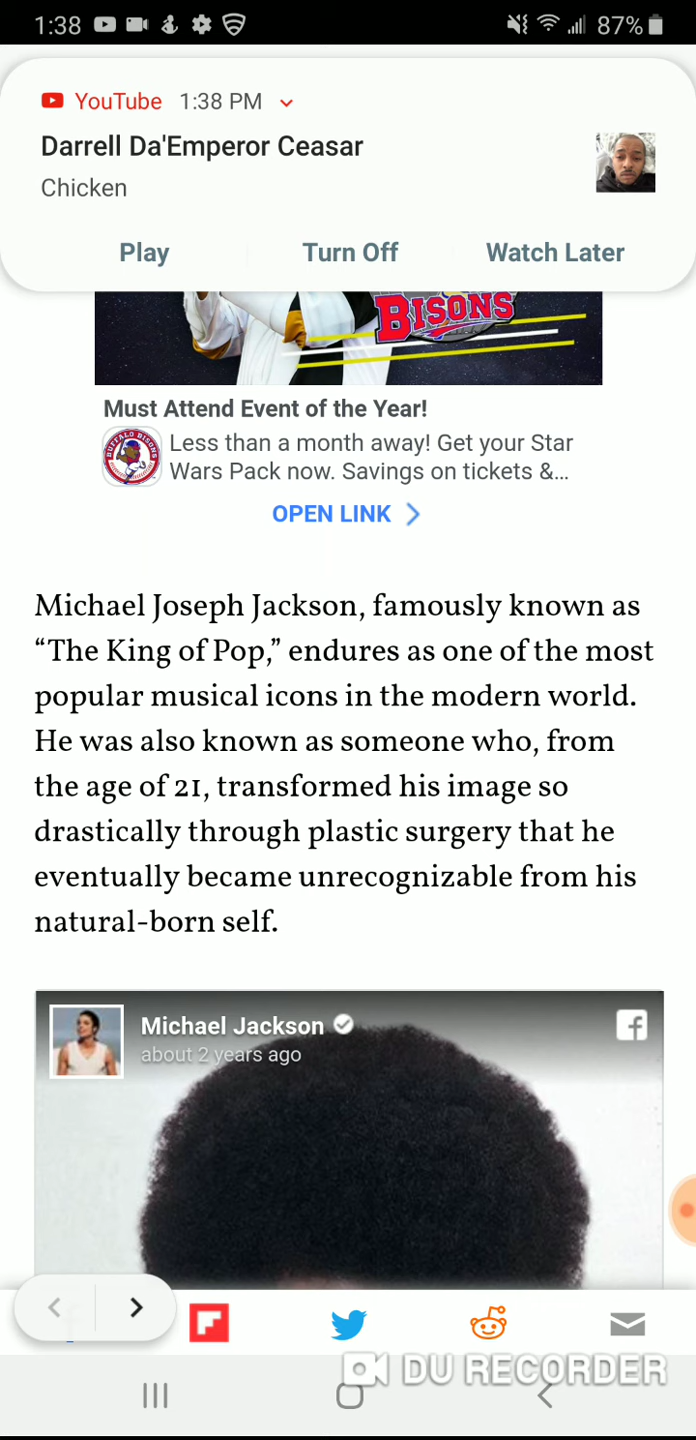 1:38
87%
YouTube 1:38 PM
Darrell Da'Emperor Ceasar
Chicken
Play Turn Off Watch Later
BISONS
Must Attend Event of the Year!
BUFFALO BISONS
Less than a month away! Get your Star
Wars Pack now. Savings on tickets &...
OPEN LINK
Michael Joseph Jackson, famously known as
“The King of Pop,” endures as one of the most
popular musical icons in the modern world.
He was also known as someone who, from
the age of 21, transformed his image so
drastically through plastic surgery that he
eventually became unrecognizable from his
natural-born self.
Michael Jackson
about 2 years ago
DU RECORDER